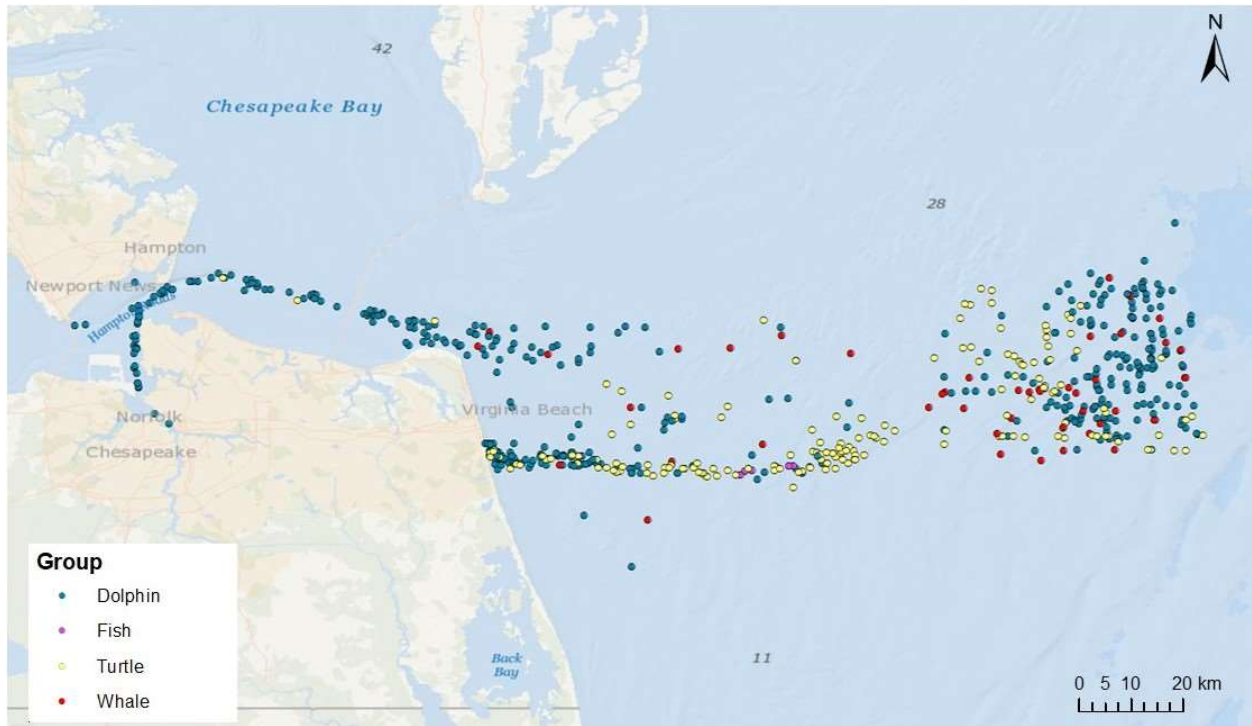 N
42
Chesapeake Bay
28
Hampton
Newport News
Hampton Roads
Virginia Beach
Norfolk
Chesapeake
Group
Dolphin
Fish
Turtle
Whale
Back
Bay
11
0 5 10 20 km